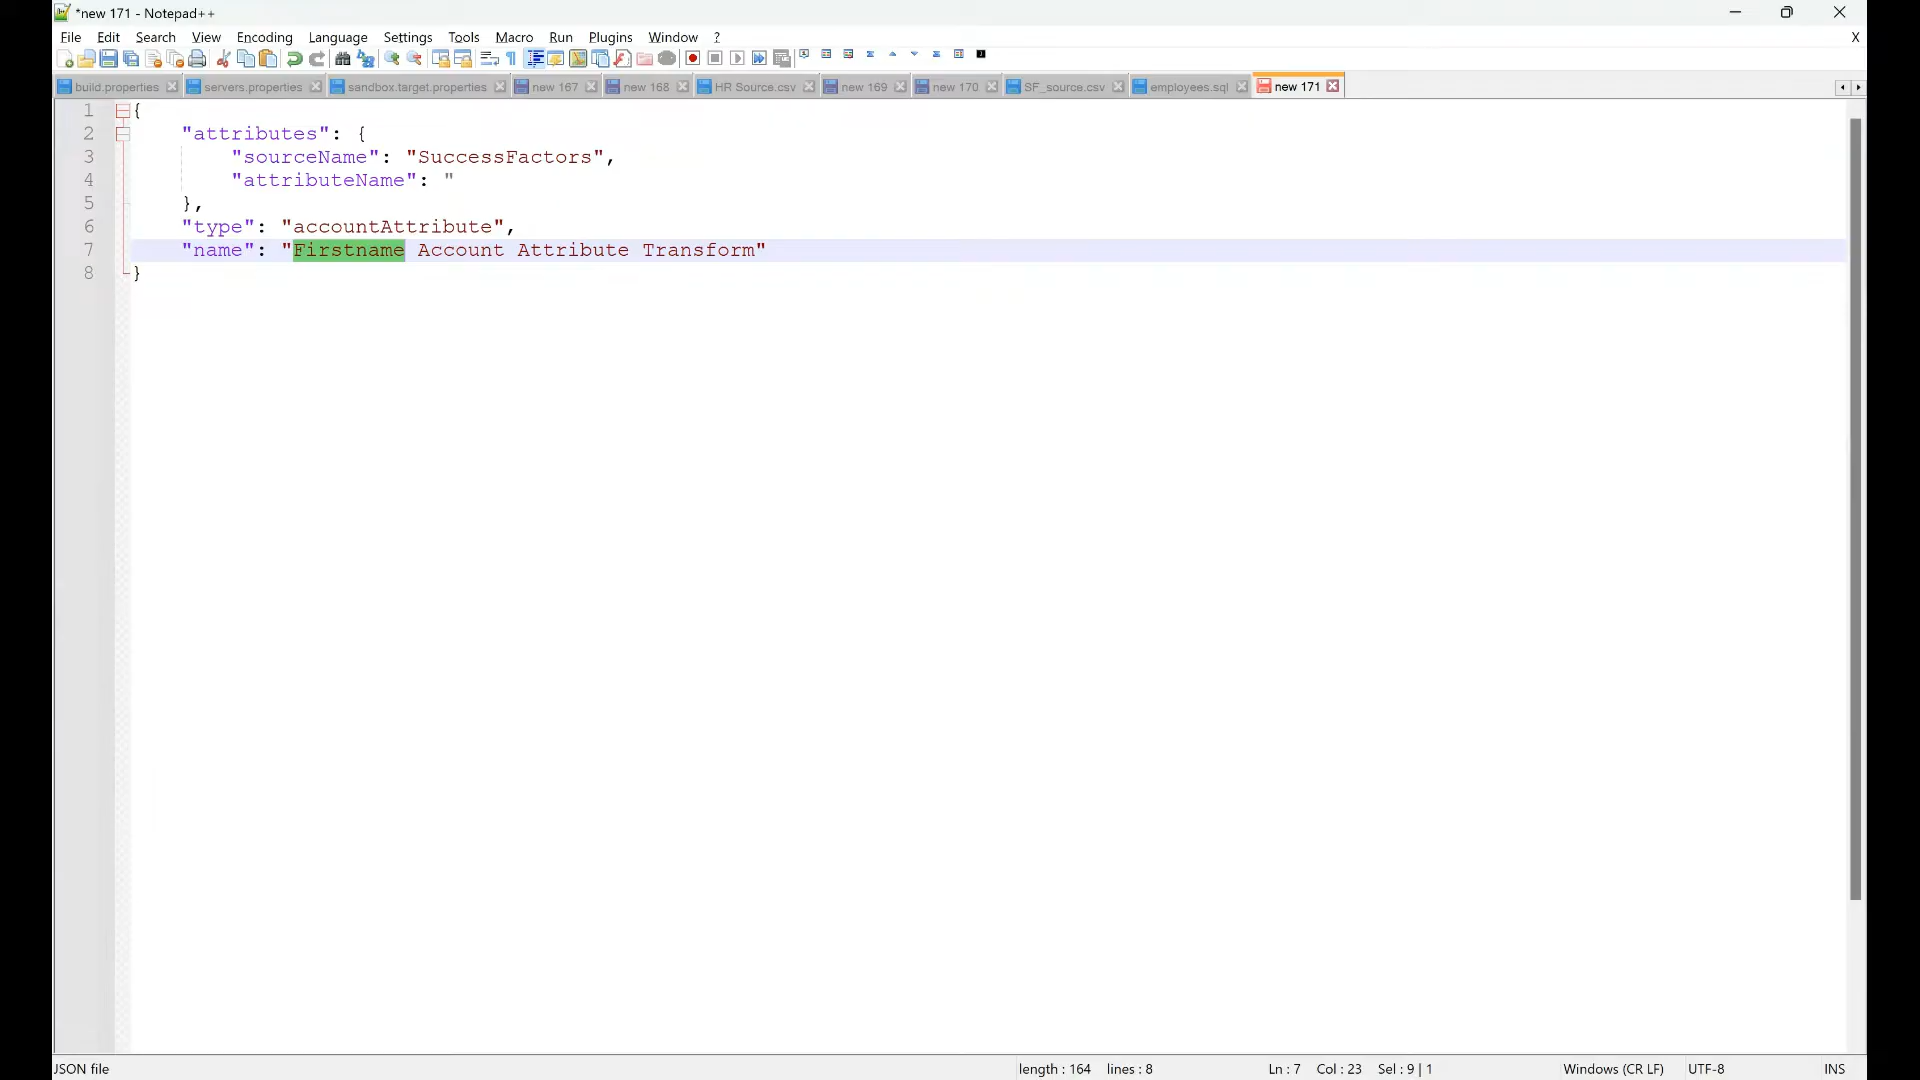 *new 171 - Notepad++
File Edit Search View Encoding Language Settings Tools Macro Run Plugins Window ? X
build.properties servers.properties sandbox.target.properties new 167 new 168 HR Source.csv new 169 new 170 SF_source.csv employees.sql new 171
1 {
2 "attributes": {
3 "sourceName": "SuccessFactors",
4 "attributeName": "
5 },
6 "type": "accountAttribute",
7 "name": "Firstname Account Attribute Transform"
8 }
JSON file length : 164 lines : 8 Ln : 7 Col : 23 Sel : 9 | 1 Windows (CR LF) UTF-8 INS